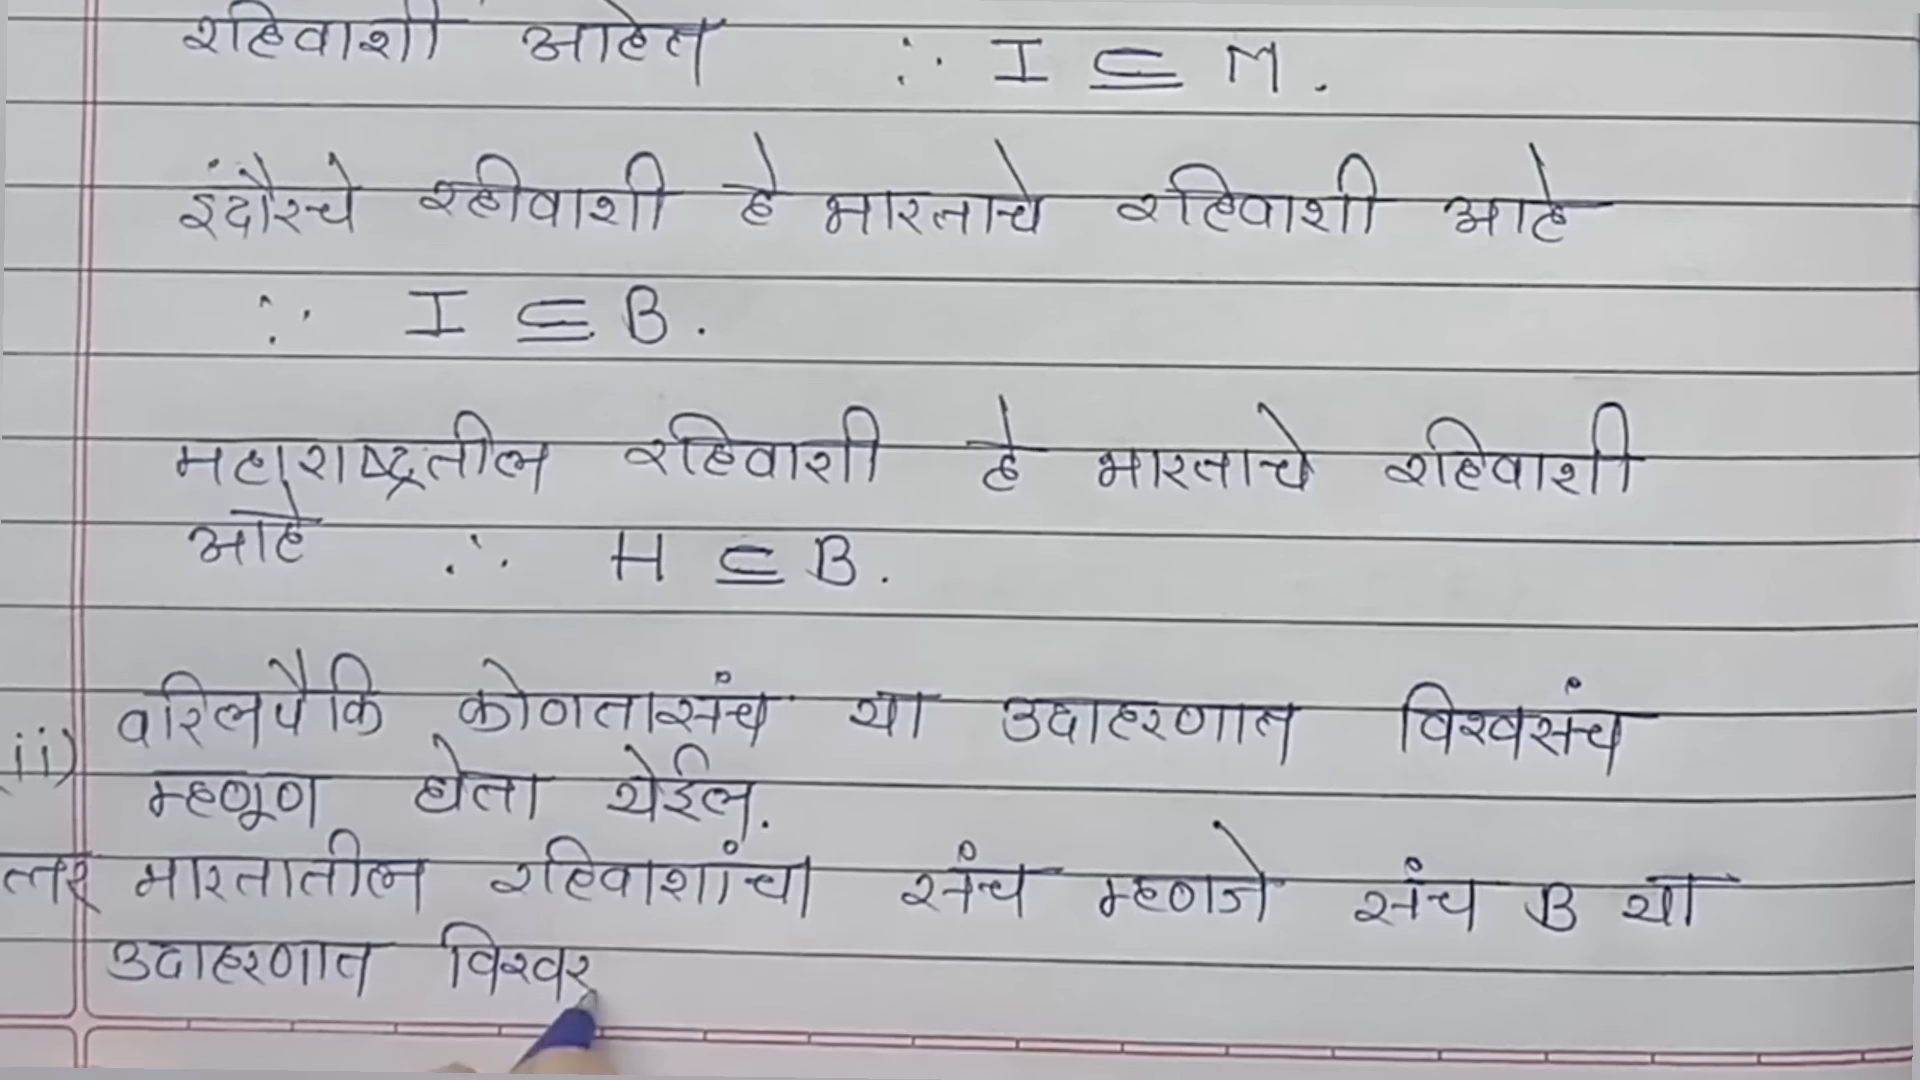 रहिवाशी आहेत ∴ I ⊆ M.
इंदौरचे रहीवाशी हे भारताचे रहिवाशी आहे
∴ I ⊆ B.
महाराष्ट्रतील रहिवाशी हे भारताचे रहिवाशी
आहे ∴ H ⊆ B.
ii) वरिलपैकि कोणतासंच या उदाहरणात विश्वसंच
म्हणूण घेता येईल.
त्तर भारतातील रहिवाशांचा संच म्हणजे संच B या
उदाहरणात विश्वर